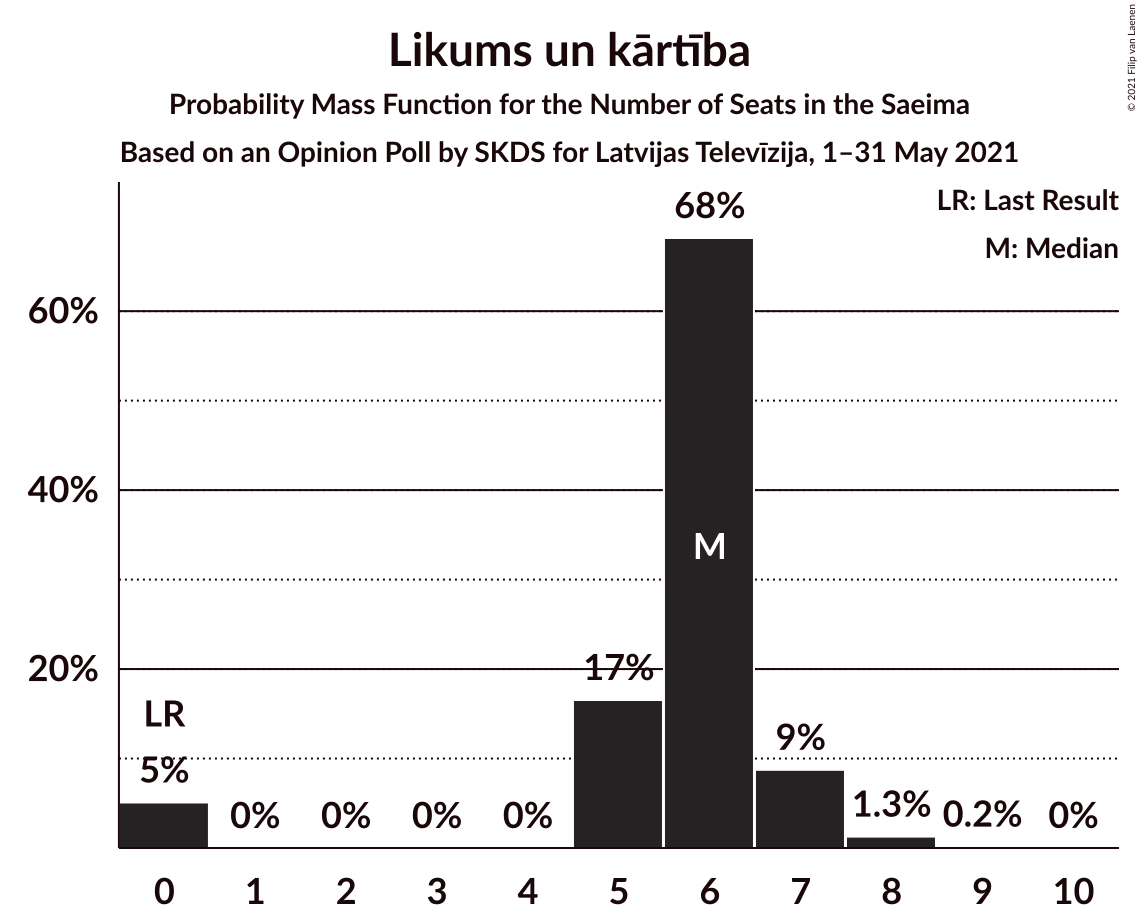 Likums un kārtība
Probability Mass Function for the Number of Seats in the Saeima
Based on an Opinion Poll by SKDS for Latvijas Televīzija, 1–31 May 2021
© 2021 Filip van Laenen
LR: Last Result
M: Median
68%
60%
40%
M
20%
17%
LR
9%
5%
0%
0%
0%
0%
1.3%
0.2%
0%
0 1 2 3 4 5 6 7 8 9 10